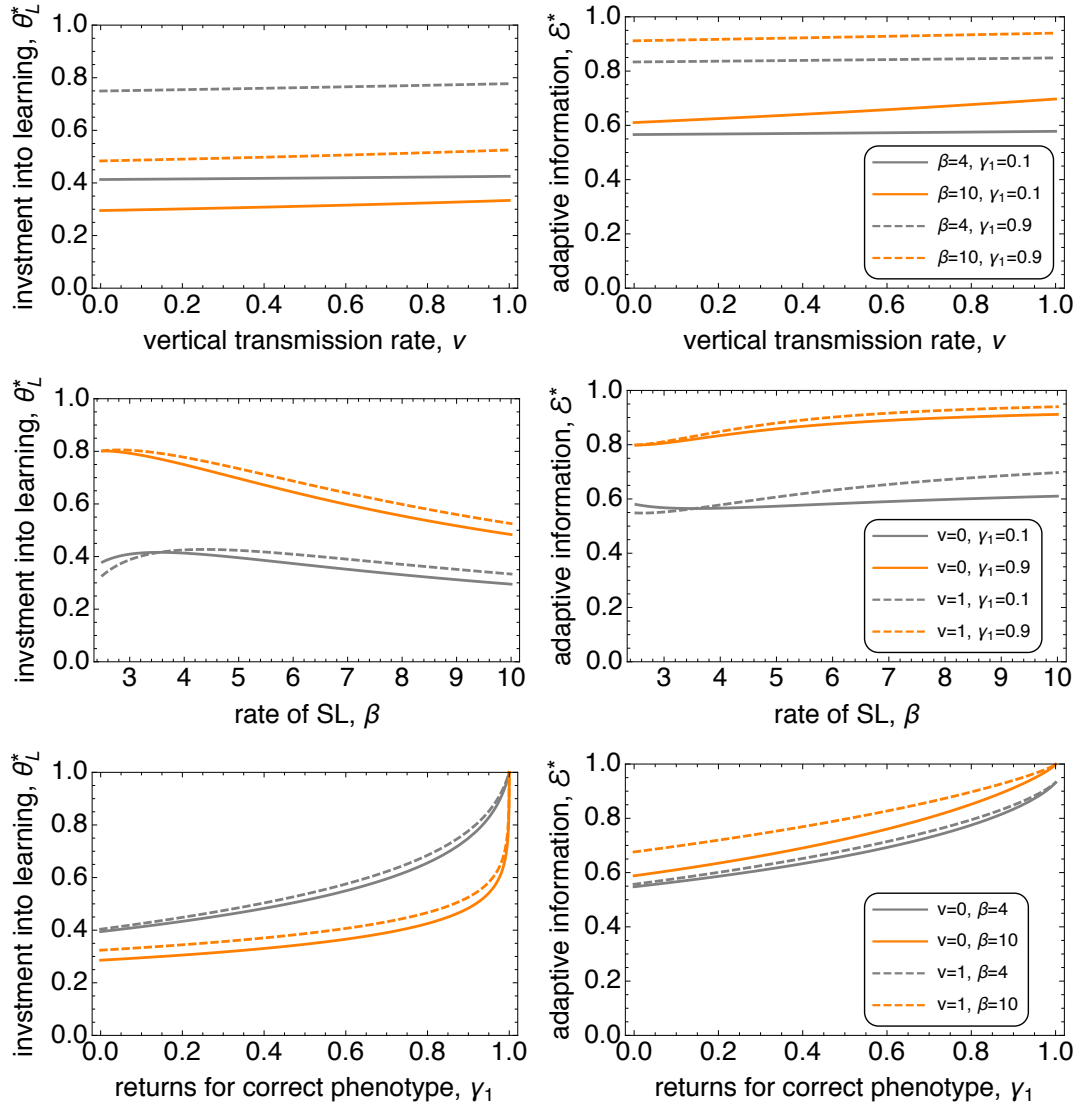 invstment into learning, θ*L
1.0
0.8
0.6
0.4
0.2
0.0
0.0 0.2 0.4 0.6 0.8 1.0
vertical transmission rate, v
adaptive information, ℰ*
1.0
0.8
0.6
0.4
0.2
0.0
β=4, γ1=0.1
β=10, γ1=0.1
β=4, γ1=0.9
β=10, γ1=0.9
0.0 0.2 0.4 0.6 0.8 1.0
vertical transmission rate, v
invstment into learning, θ*L
1.0
0.8
0.6
0.4
0.2
0.0
3 4 5 6 7 8 9 10
rate of SL, β
adaptive information, ℰ*
1.0
0.8
0.6
0.4
0.2
0.0
v=0, γ1=0.1
v=0, γ1=0.9
v=1, γ1=0.1
v=1, γ1=0.9
3 4 5 6 7 8 9 10
rate of SL, β
invstment into learning, θ*L
1.0
0.8
0.6
0.4
0.2
0.0
0.0 0.2 0.4 0.6 0.8 1.0
returns for correct phenotype, γ1
adaptive information, ℰ*
1.0
0.8
0.6
0.4
0.2
0.0
v=0, β=4
v=0, β=10
v=1, β=4
v=1, β=10
0.0 0.2 0.4 0.6 0.8 1.0
returns for correct phenotype, γ1